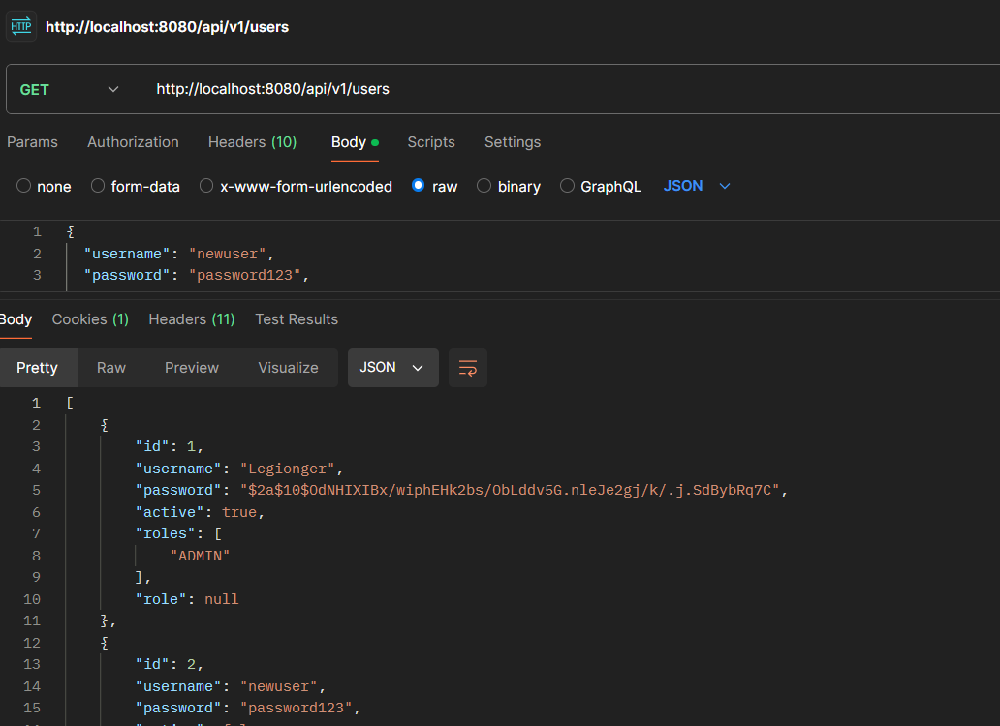 HTTP http://localhost:8080/api/v1/users
GET http://localhost:8080/api/v1/users
Params Authorization Headers (10) Body Scripts Settings
none form-data x-www-form-urlencoded raw binary GraphQL JSON
1 {
2 "username": "newuser",
3 "password": "password123",
Body Cookies (1) Headers (11) Test Results
Pretty Raw Preview Visualize JSON
1 [
2 {
3 "id": 1,
4 "username": "Legionger",
5 "password": "$2a$10$OdNHIXIBx/wiphEHk2bs/ObLddv5G.nleJe2gj/k/.j.SdBybRq7C",
6 "active": true,
7 "roles": [
8 "ADMIN"
9 ],
10 "role": null
11 },
12 {
13 "id": 2,
14 "username": "newuser",
15 "password": "password123",